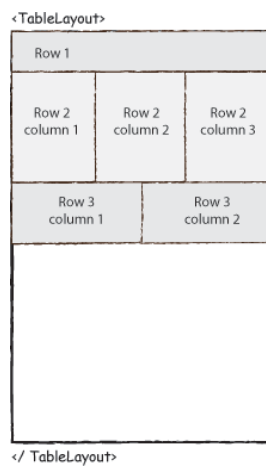 <TableLayout>
Row 1
Row 2
column 1
Row 2
column 2
Row 2
column 3
Row 3
column 1
Row 3
column 2
</ TableLayout>